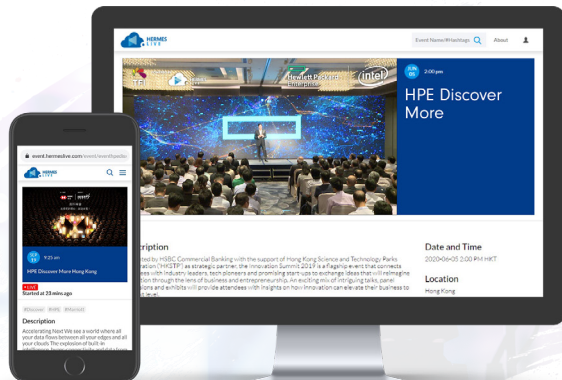 HERMES
LIVE
Event Name/#Hashtags
About
Hewlett Packard
Enterprise
intel
JUN
05
2:00 pm
HPE Discover
More
ription
ted by HSBC Commercial Banking with the support of Hong Kong Science and Technology Parks
ration ("HKSTP") as strategic partner, the Innovation Summit 2019 is a flagship event that connects
ees with industry leaders, tech pioneers and promising start-ups to exchange ideas that will reimagine
tion through the lens of business and entrepreneurship. An exciting mix of intriguing talks, panel
sions and exhibits will provide attendees with insights on how innovation can elevate their business to
t level.
Date and Time
2020-06-05 2:00 PM HKT
Location
Hong Kong
event.hermeslive.com/event/eventhpedisc
HERMES
LIVE
9:25 am
HPE Discover More Hong Kong
LIVE
Started at 23 mins ago
#Discover #HPE #Marriott
Description
Accelerating Next We see a world where all
your data flows between all your edges and all
your clouds The explosion of built-in